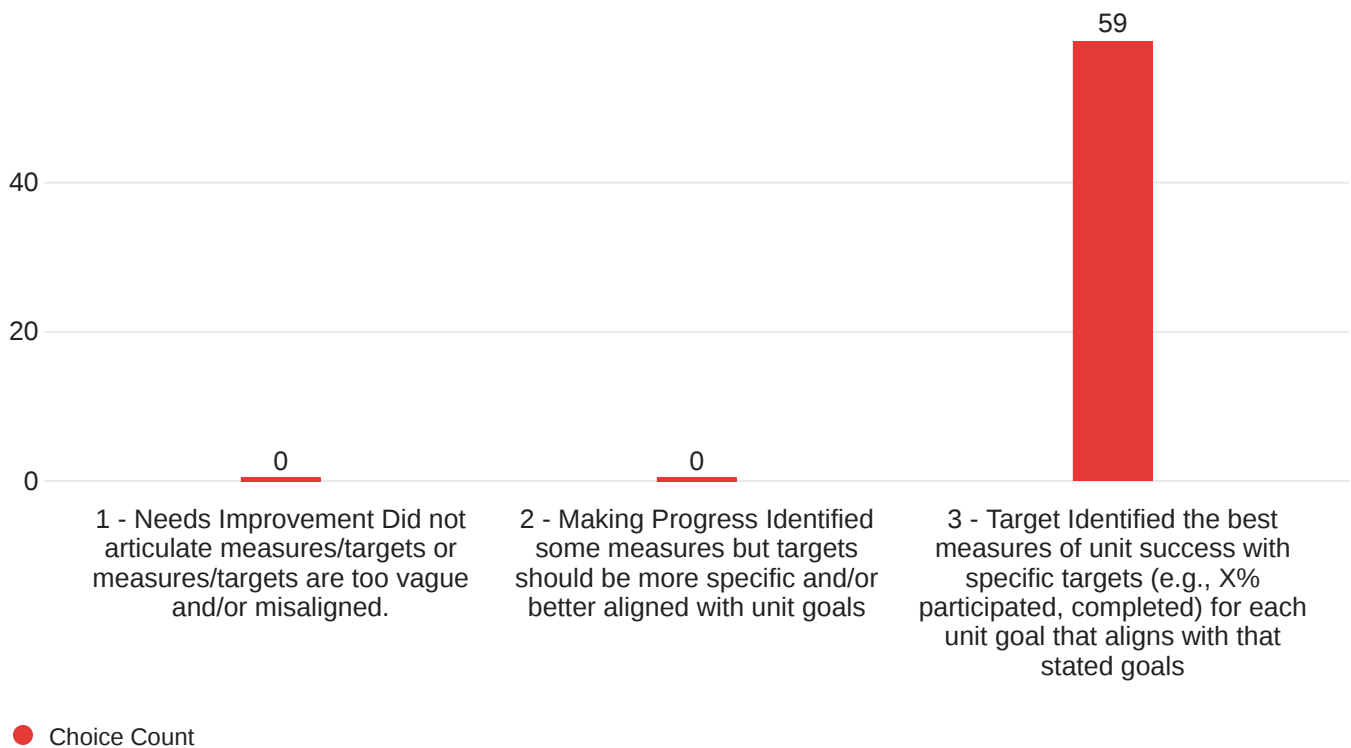 59
40
20
0
0
0
1 - Needs Improvement Did not
articulate measures/targets or
measures/targets are too vague
and/or misaligned.
2 - Making Progress Identified
some measures but targets
should be more specific and/or
better aligned with unit goals
3 - Target Identified the best
measures of unit success with
specific targets (e.g., X%
participated, completed) for each
unit goal that aligns with that
stated goals
Choice Count